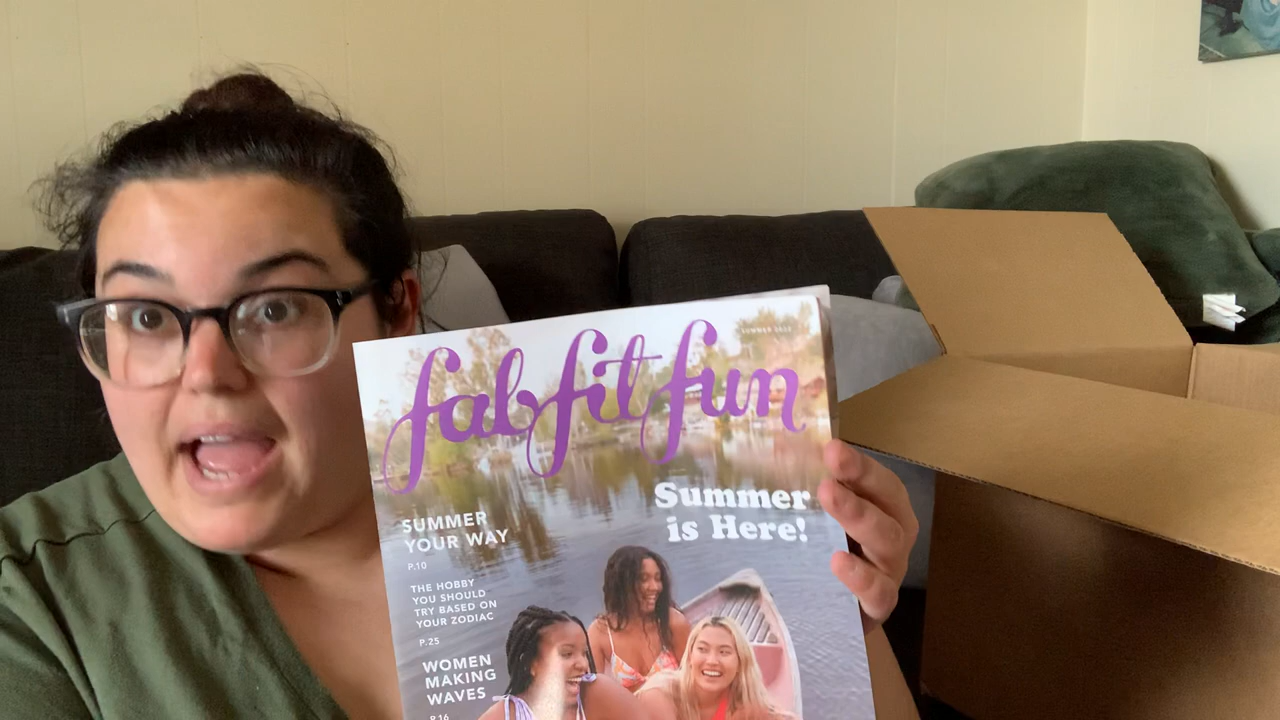 fabfitfun
Summer
is Here!
SUMMER
YOUR WAY
P.10
THE HOBBY
YOU SHOULD
TRY BASED ON
YOUR ZODIAC
P.25
WOMEN
MAKING
WAVES
P.16